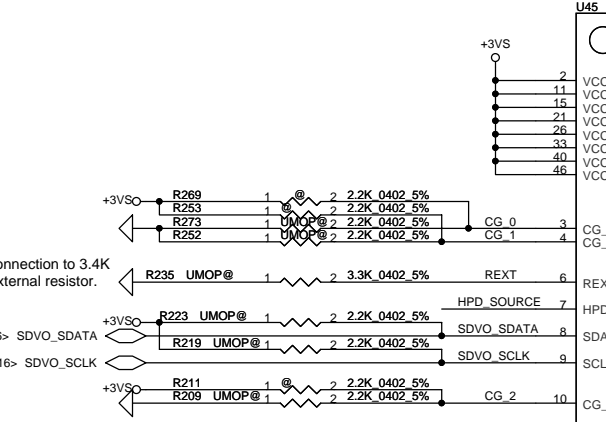 U45
+3VS
2 VCC
11 VCC
15 VCC
21 VCC
26 VCC
33 VCC
40 VCC
46 VCC
+3VS R269 1 @ 2 2.2K_0402_5%
R253 1 @ 2 2.2K_0402_5%
R273 1 UMOP@ 2 2.2K_0402_5% CG_0 3 CG_
R252 1 UMOP@ 2 2.2K_0402_5% CG_1 4 CG_
onnection to 3.4K
xternal resistor.
R235 UMOP@ 1 2 3.3K_0402_5% REXT 6 REX
HPD_SOURCE 7 HPD
+3VS R223 UMOP@ 1 2 2.2K_0402_5%
6> SDVO_SDATA SDVO_SDATA 8 SDA
R219 UMOP@ 1 2 2.2K_0402_5%
16> SDVO_SCLK SDVO_SCLK 9 SCL
+3VS R211 1 @ 2 2.2K_0402_5%
R209 UMOP@ 1 2 2.2K_0402_5% CG_2 10 CG_